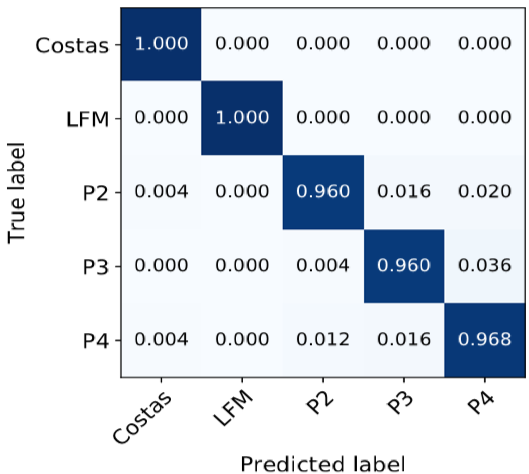 Costas 1.000 0.000 0.000 0.000 0.000
LFM 0.000 1.000 0.000 0.000 0.000
P2 0.004 0.000 0.960 0.016 0.020
P3 0.000 0.000 0.004 0.960 0.036
P4 0.004 0.000 0.012 0.016 0.968
True label
Costas LFM P2 P3 P4
Predicted label